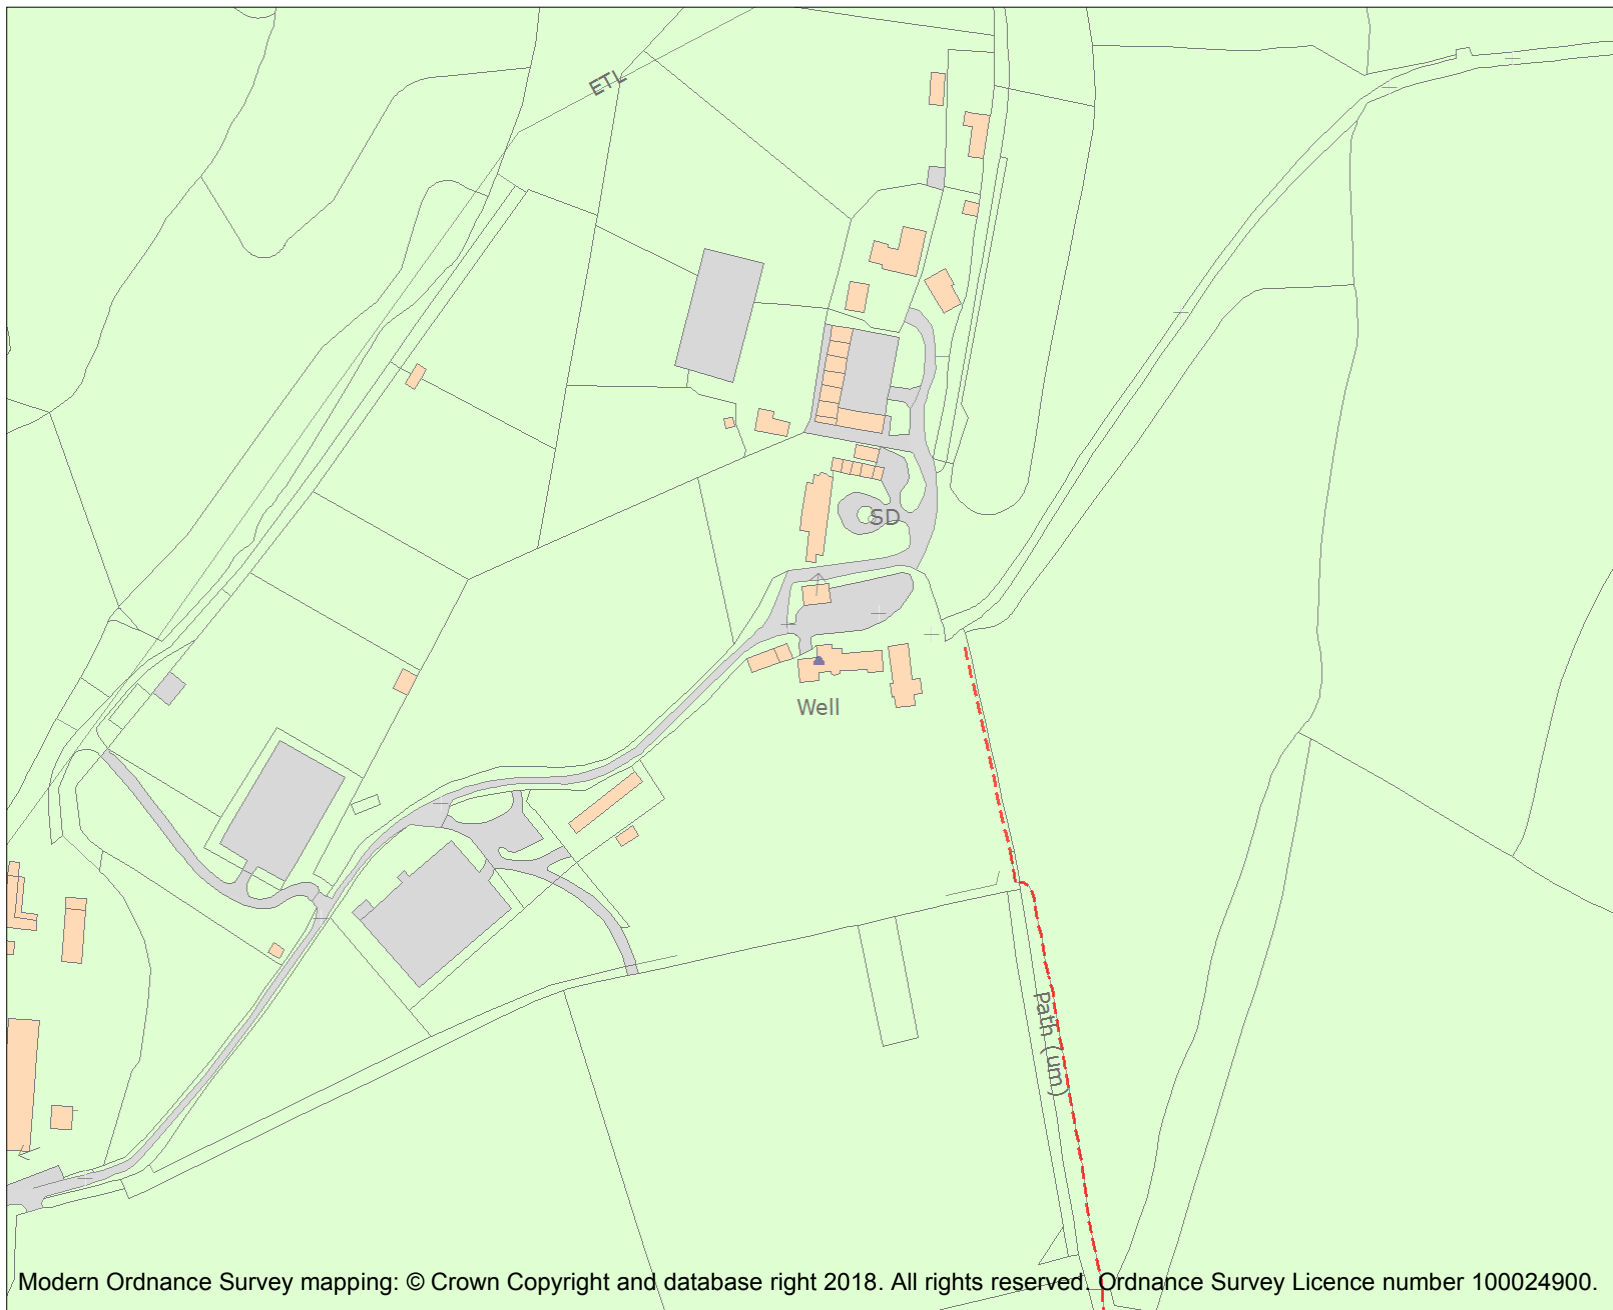 ETL
SD
Well
Path (um)
Modern Ordnance Survey mapping: © Crown Copyright and database right 2018. All rights reserved. Ordnance Survey Licence number 100024900.